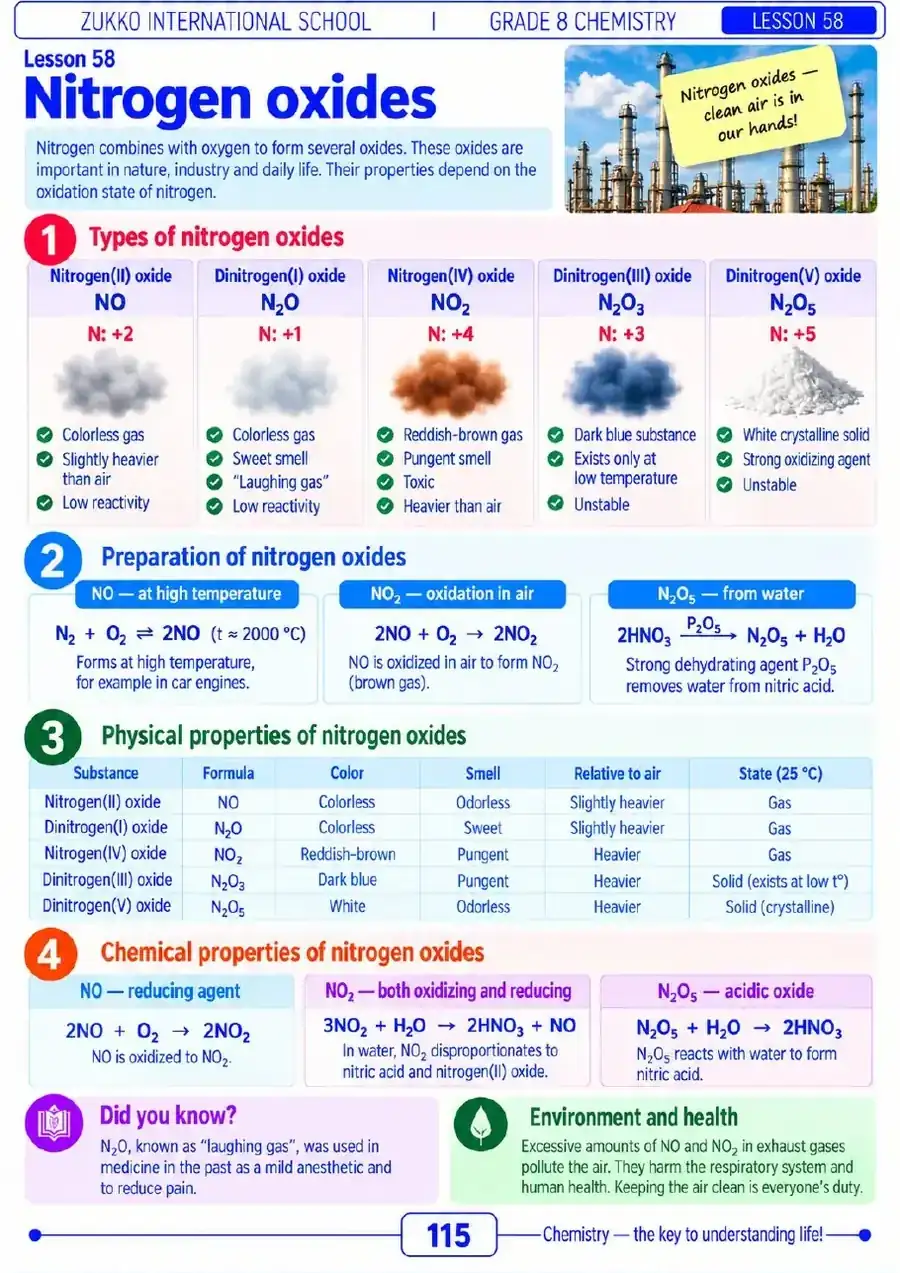 ZUKKO INTERNATIONAL SCHOOL | GRADE 8 CHEMISTRY LESSON 58
Lesson 58
Nitrogen oxides
Nitrogen combines with oxygen to form several oxides. These oxides are
important in nature, industry and daily life. Their properties depend on the
oxidation state of nitrogen.
Nitrogen oxides —
clean air is in
our hands!
1 Types of nitrogen oxides
Nitrogen(II) oxide
NO
N: +2
Colorless gas
Slightly heavier
than air
Low reactivity
Dinitrogen(I) oxide
N₂O
N: +1
Colorless gas
Sweet smell
"Laughing gas"
Low reactivity
Nitrogen(IV) oxide
NO₂
N: +4
Reddish-brown gas
Pungent smell
Toxic
Heavier than air
Dinitrogen(III) oxide
N₂O₃
N: +3
Dark blue substance
Exists only at
low temperature
Unstable
Dinitrogen(V) oxide
N₂O₅
N: +5
White crystalline solid
Strong oxidizing agent
Unstable
2 Preparation of nitrogen oxides
NO — at high temperature
N₂ + O₂ ⇌ 2NO (t ≈ 2000 °C)
Forms at high temperature,
for example in car engines.
NO₂ — oxidation in air
2NO + O₂ → 2NO₂
NO is oxidized in air to form NO₂
(brown gas).
N₂O₅ — from water
P₂O₅
2HNO₃ → N₂O₅ + H₂O
Strong dehydrating agent P₂O₅
removes water from nitric acid.
3 Physical properties of nitrogen oxides
Substance Formula Color Smell Relative to air State (25 °C)
Nitrogen(II) oxide NO Colorless Odorless Slightly heavier Gas
Dinitrogen(I) oxide N₂O Colorless Sweet Slightly heavier Gas
Nitrogen(IV) oxide NO₂ Reddish-brown Pungent Heavier Gas
Dinitrogen(III) oxide N₂O₃ Dark blue Pungent Heavier Solid (exists at low t°)
Dinitrogen(V) oxide N₂O₅ White Odorless Heavier Solid (crystalline)
4 Chemical properties of nitrogen oxides
NO — reducing agent
2NO + O₂ → 2NO₂
NO is oxidized to NO₂.
NO₂ — both oxidizing and reducing
3NO₂ + H₂O → 2HNO₃ + NO
In water, NO₂ disproportionates to
nitric acid and nitrogen(II) oxide.
N₂O₅ — acidic oxide
N₂O₅ + H₂O → 2HNO₃
N₂O₅ reacts with water to form
nitric acid.
Did you know?
N₂O, known as "laughing gas", was used in
medicine in the past as a mild anesthetic and
to reduce pain.
Environment and health
Excessive amounts of NO and NO₂ in exhaust gases
pollute the air. They harm the respiratory system and
human health. Keeping the air clean is everyone's duty.
115
Chemistry — the key to understanding life!